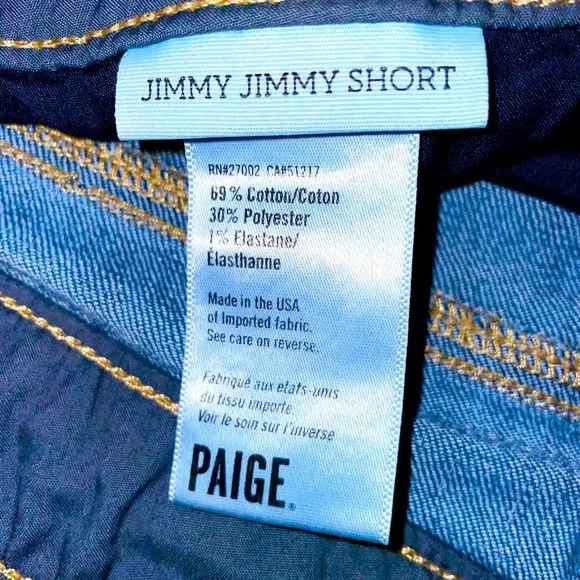 JIMMY JIMMY SHORT
RN#27002 CA#51217
69% Cotton/Coton
30% Polyester
1% Elastane/
Élasthanne
Made in the USA
of Imported fabric.
See care on reverse.
Fabriqué aux etats-unis
du tissu importe.
Voir le soin sur l'inverse
PAIGE®